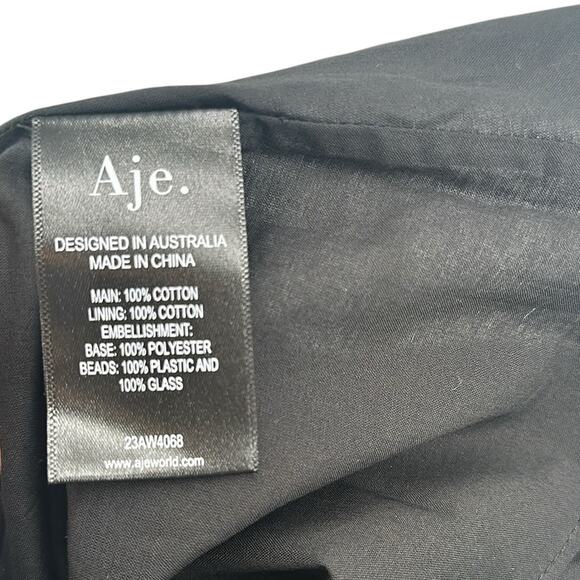 Aje.
DESIGNED IN AUSTRALIA
MADE IN CHINA
MAIN: 100% COTTON
LINING: 100% COTTON
EMBELLISHMENT:
BASE: 100% POLYESTER
BEADS: 100% PLASTIC AND
100% GLASS
23AW4068
www.ajeworld.com